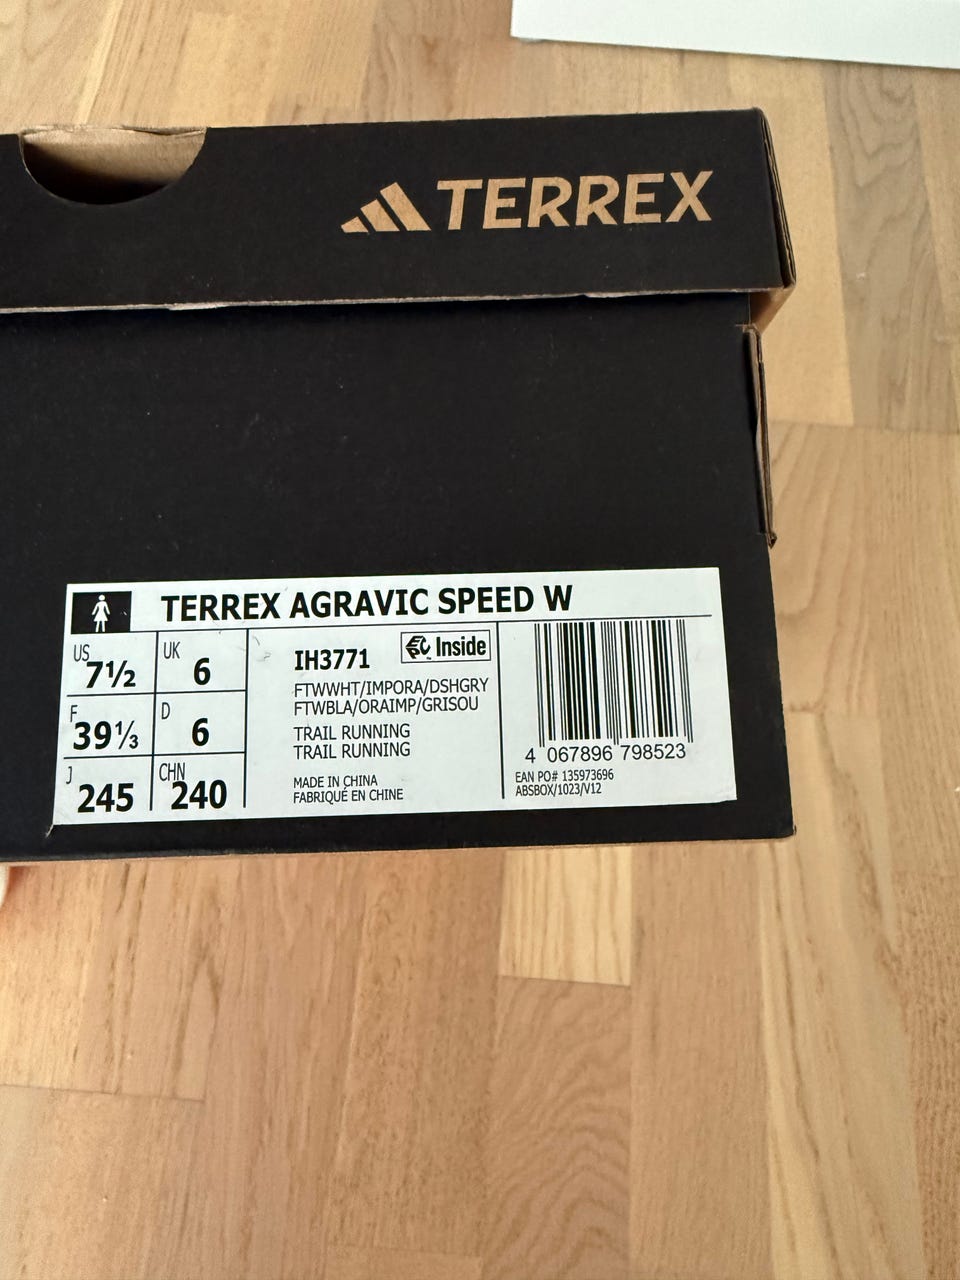 TERREX
TERREX AGRAVIC SPEED W
US 7½
UK 6
F 39⅓
D 6
J 245
CHN 240
IH3771
EPC Inside
FTWWHT/IMPORA/DSHGRY
FTWBLA/ORAIMP/GRISOU
TRAIL RUNNING
TRAIL RUNNING
MADE IN CHINA
FABRIQUÉ EN CHINE
4 067896 798523
EAN PO# 135973696
ABSBOX/1023/V12